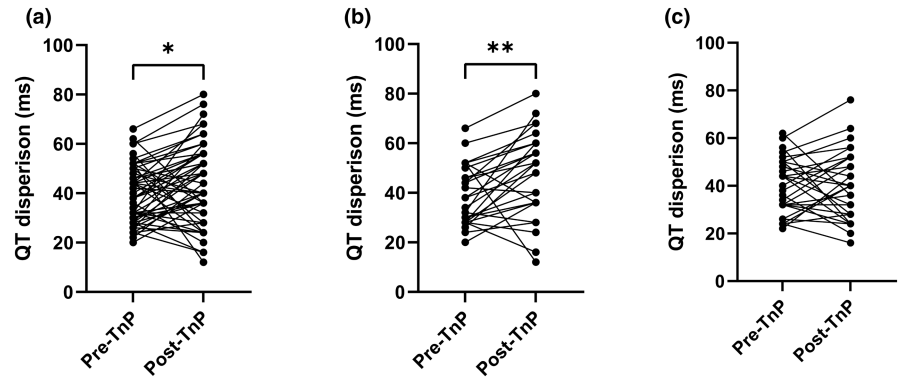 (a)
*
QT disperison (ms)
100
80
60
40
20
0
Pre-TnP
Post-TnP
(b)
**
QT disperison (ms)
100
80
60
40
20
0
Pre-TnP
Post-TnP
(c)
QT disperison (ms)
100
80
60
40
20
0
Pre-TnP
Post-TnP